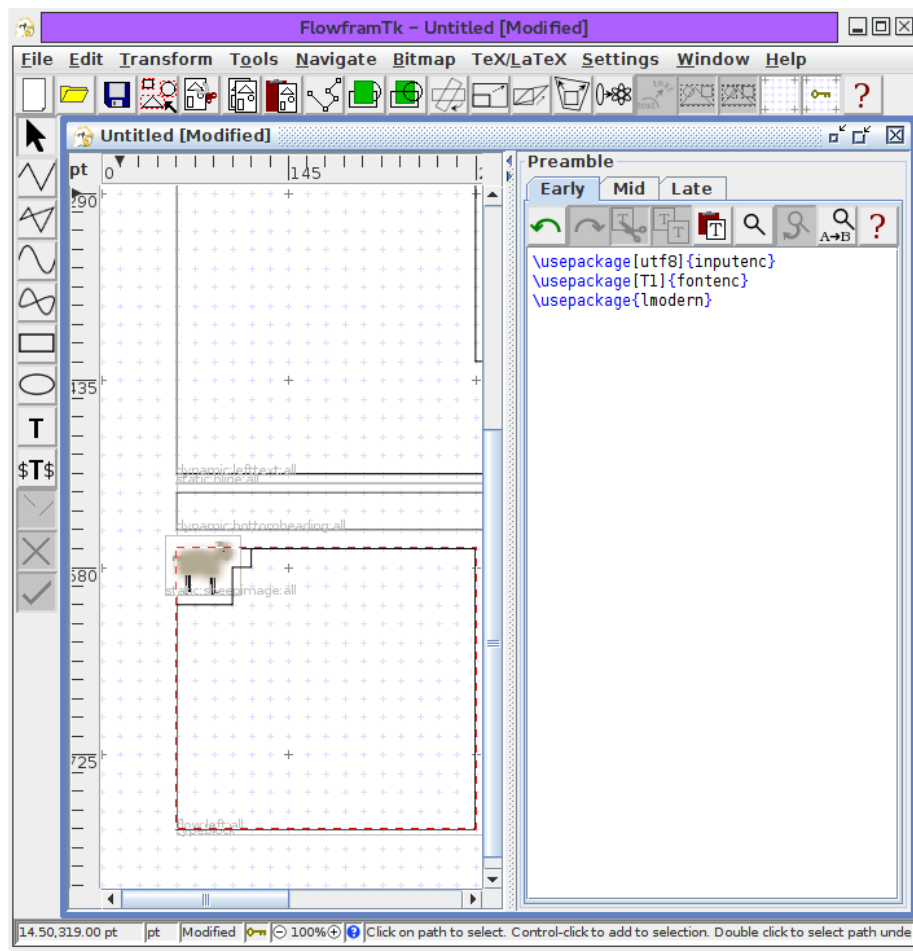 FlowframTk – Untitled [Modified]
File Edit Transform Tools Navigate Bitmap TeX/LaTeX Settings Window Help
Untitled [Modified]
pt 0 145
290
435
580
725
dynamic:lefttext:all
static:hline:all
dynamic:bottomheading:all
static:sheepimage:all
flow:left:all
typeblock
T
$T$
Preamble
Early Mid Late
A→B
\usepackage[utf8]{inputenc}
\usepackage[T1]{fontenc}
\usepackage{lmodern}
14.50,319.00 pt pt Modified 100% Click on path to select. Control-click to add to selection. Double click to select path unde